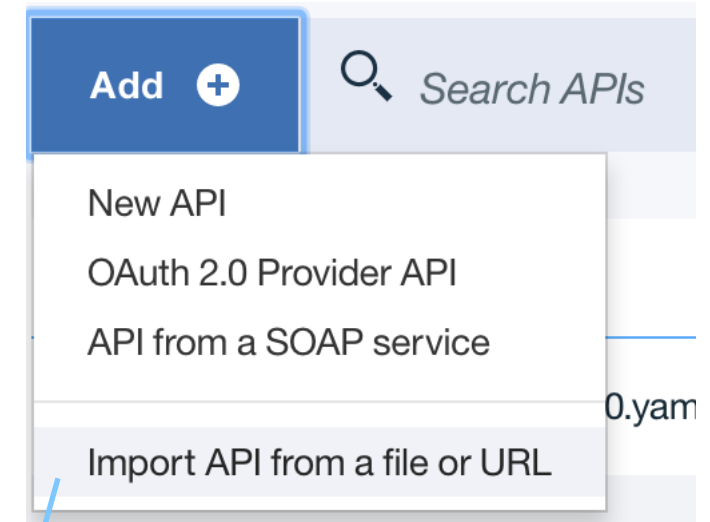 Add
Search APIs
New API
OAuth 2.0 Provider API
API from a SOAP service
0.yam
Import API from a file or URL